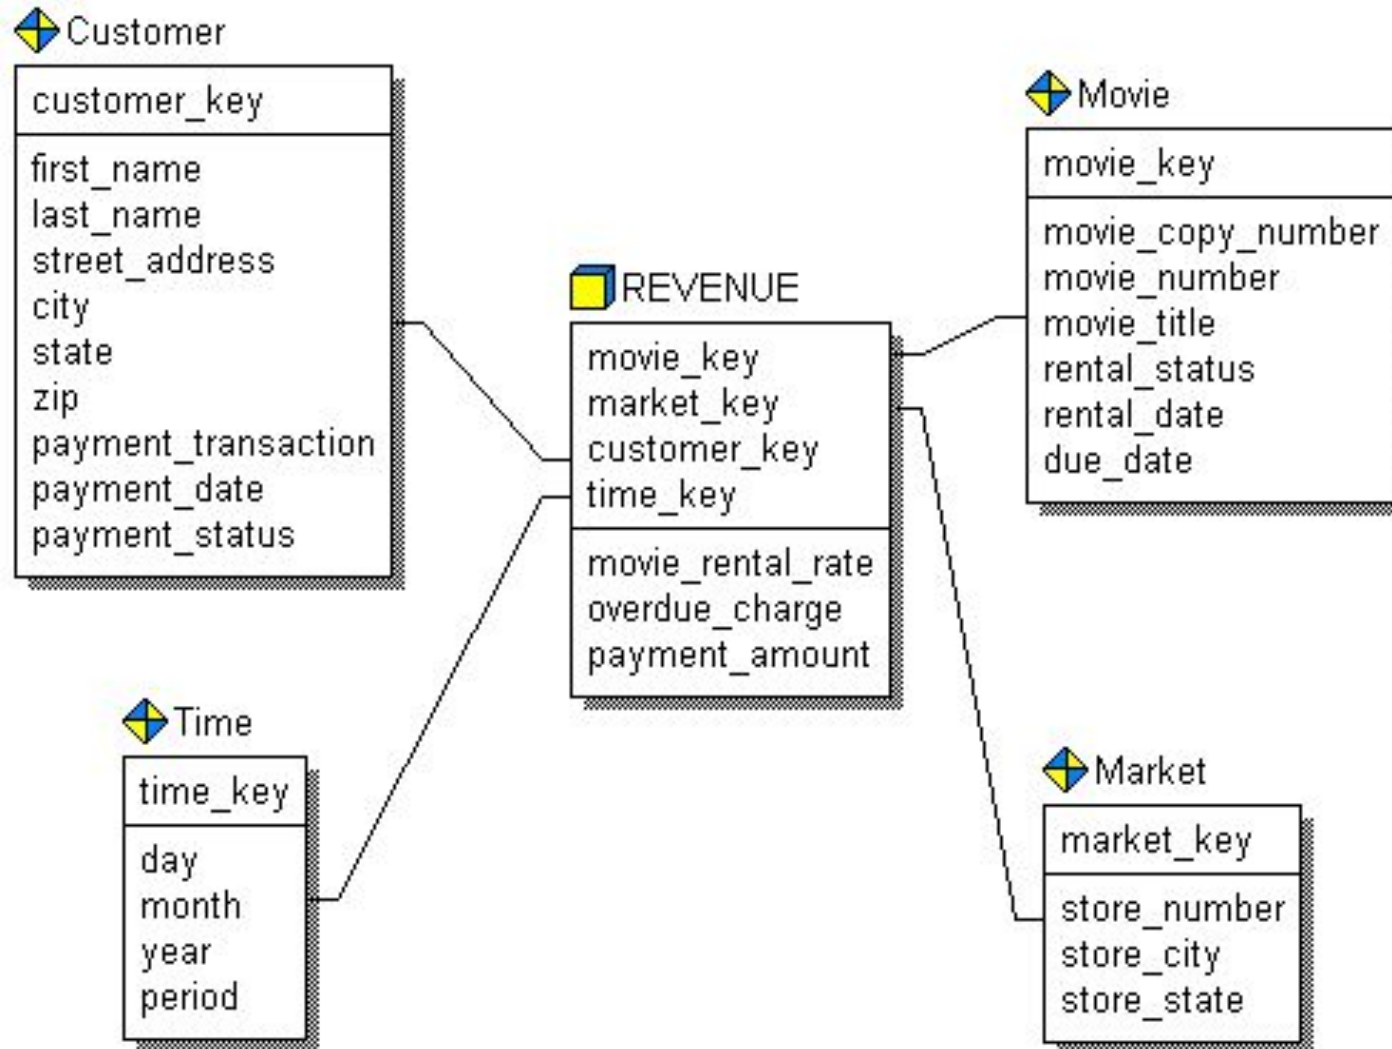 Customer
customer_key
first_name
last_name
street_address
city
state
zip
payment_transaction
payment_date
payment_status
Movie
movie_key
movie_copy_number
movie_number
movie_title
rental_status
rental_date
due_date
REVENUE
movie_key
market_key
customer_key
time_key
movie_rental_rate
overdue_charge
payment_amount
Time
time_key
day
month
year
period
Market
market_key
store_number
store_city
store_state